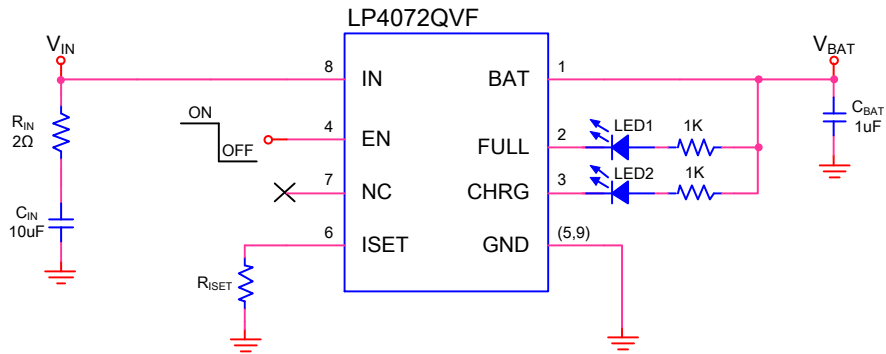 LP4072QVF
VIN
VBAT
8
IN
BAT
1
ON
OFF
4
EN
FULL
2
LED1
1K
CBAT
1uF
RIN
2Ω
7
NC
CHRG
3
LED2
1K
CIN
10uF
6
ISET
GND
(5,9)
RISET